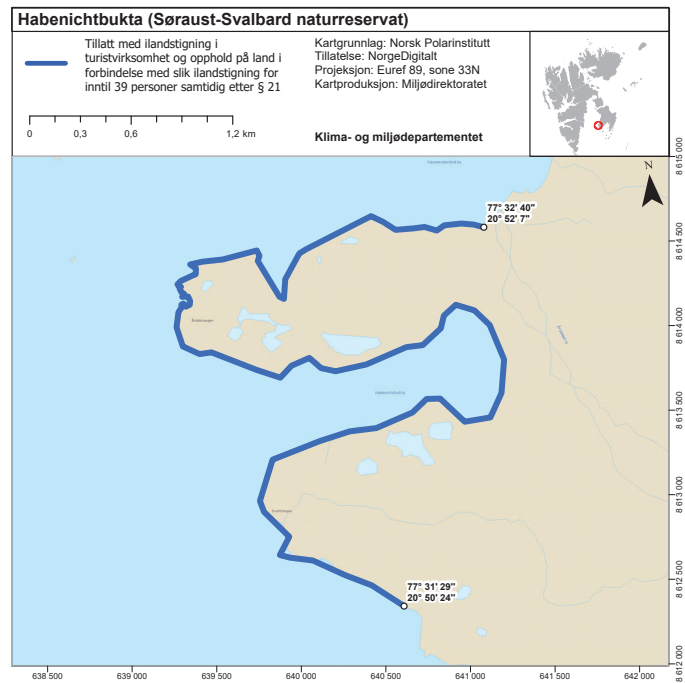 Habenichtbukta (Søraust-Svalbard naturreservat)
Tillatt med ilandstigning i
turistvirksomhet og opphold på land i
forbindelse med slik ilandstigning for
inntil 39 personer samtidig etter § 21
0 0,3 0,6 0,9 1,2 km
Kartgrunnlag: Norsk Polarinstitutt
Tillatelse: NorgeDigitalt
Projeksjon: Euref 89, sone 33N
Kartproduksjon: Miljødirektoratet
Klima- og miljødepartementet
N
77° 32' 40"
20° 52' 7"
Habenichtbukta
77° 31' 29"
20° 50' 24"
8 615 000
8 614 500
8 614 000
8 613 500
8 613 000
8 612 500
8 612 000
638 500 639 000 639 500 640 000 640 500 641 000 641 500 642 000